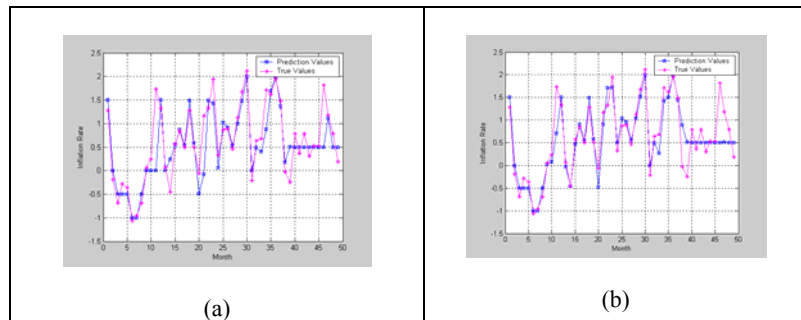 2.5
2
1.5
1
0.5
0
-0.5
-1
-1.5
0 5 10 15 20 25 30 35 40 45 50
Month
Inflation Rate
Prediction Values
True Values
(a)
2.5
2
1.5
1
0.5
0
-0.5
-1
-1.5
0 5 10 15 20 25 30 35 40 45 50
Month
Inflation Rate
Prediction Values
True Values
(b)